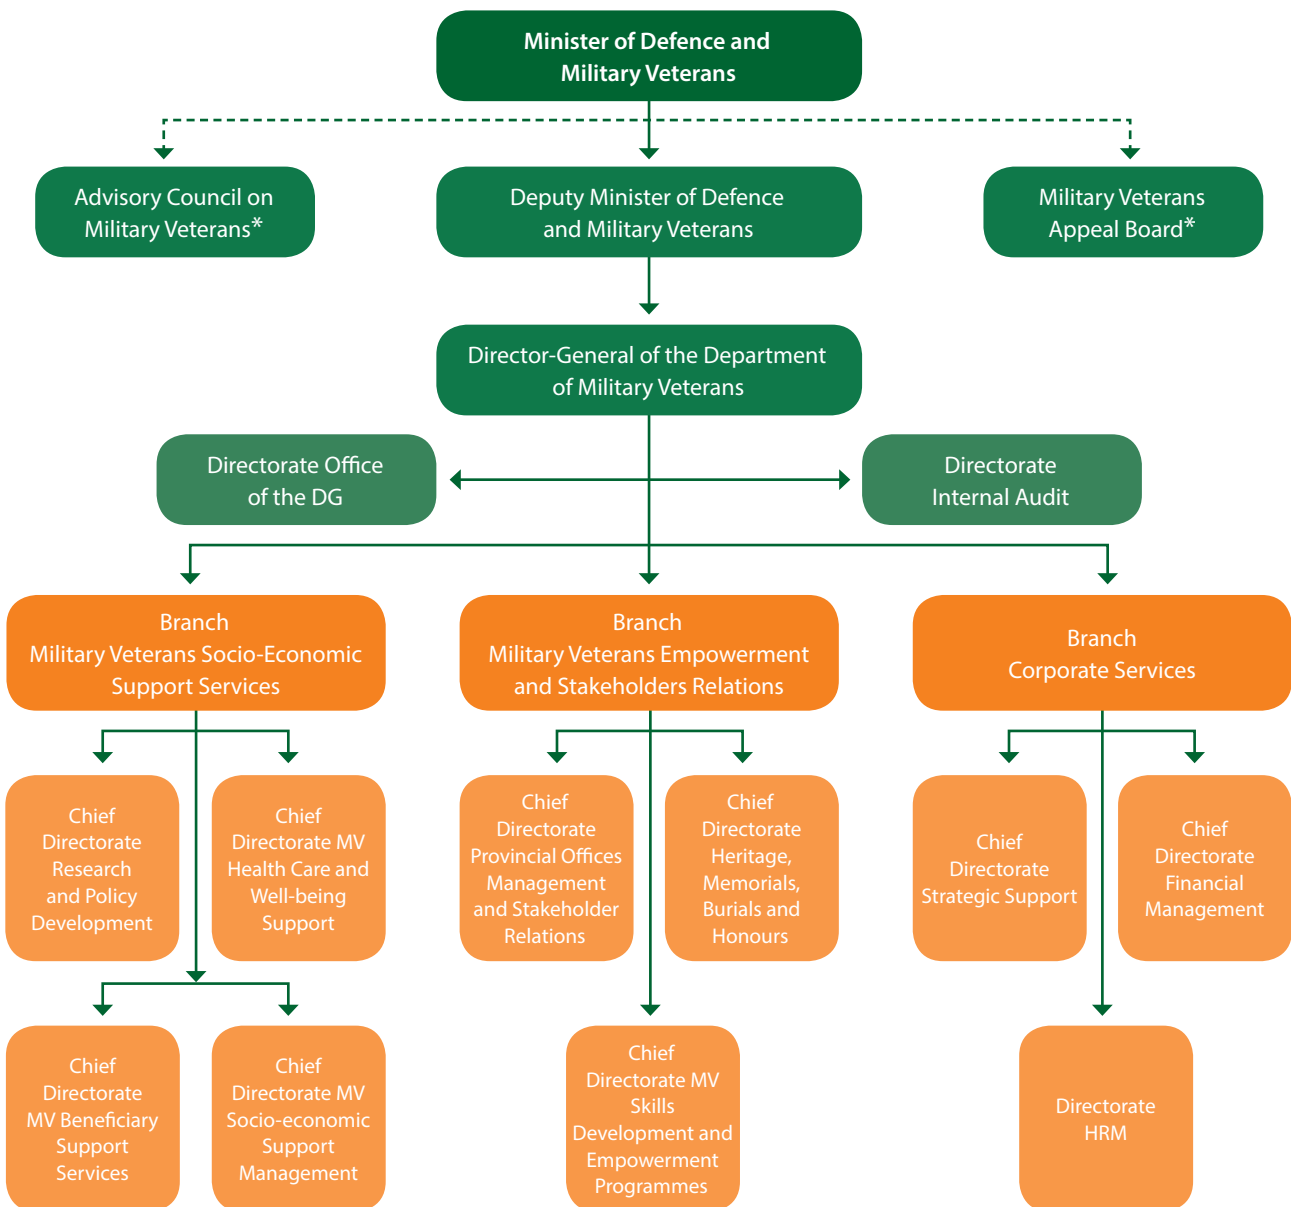 Minister of Defence and
Military Veterans
Advisory Council on
Military Veterans*
Deputy Minister of Defence
and Military Veterans
Military Veterans
Appeal Board*
Director-General of the Department
of Military Veterans
Directorate Office
of the DG
Directorate
Internal Audit
Branch
Military Veterans Socio-Economic
Support Services
Branch
Military Veterans Empowerment
and Stakeholders Relations
Branch
Corporate Services
Chief
Directorate
Research
and Policy
Development
Chief
Directorate MV
Health Care and
Well-being
Support
Chief
Directorate
Provincial Offices
Management
and Stakeholder
Relations
Chief
Directorate
Heritage,
Memorials,
Burials and
Honours
Chief
Directorate
Strategic Support
Chief
Directorate
Financial
Management
Chief
Directorate
MV Beneficiary
Support
Services
Chief
Directorate MV
Socio-economic
Support
Management
Chief
Directorate MV
Skills
Development and
Empowerment
Programmes
Directorate
HRM